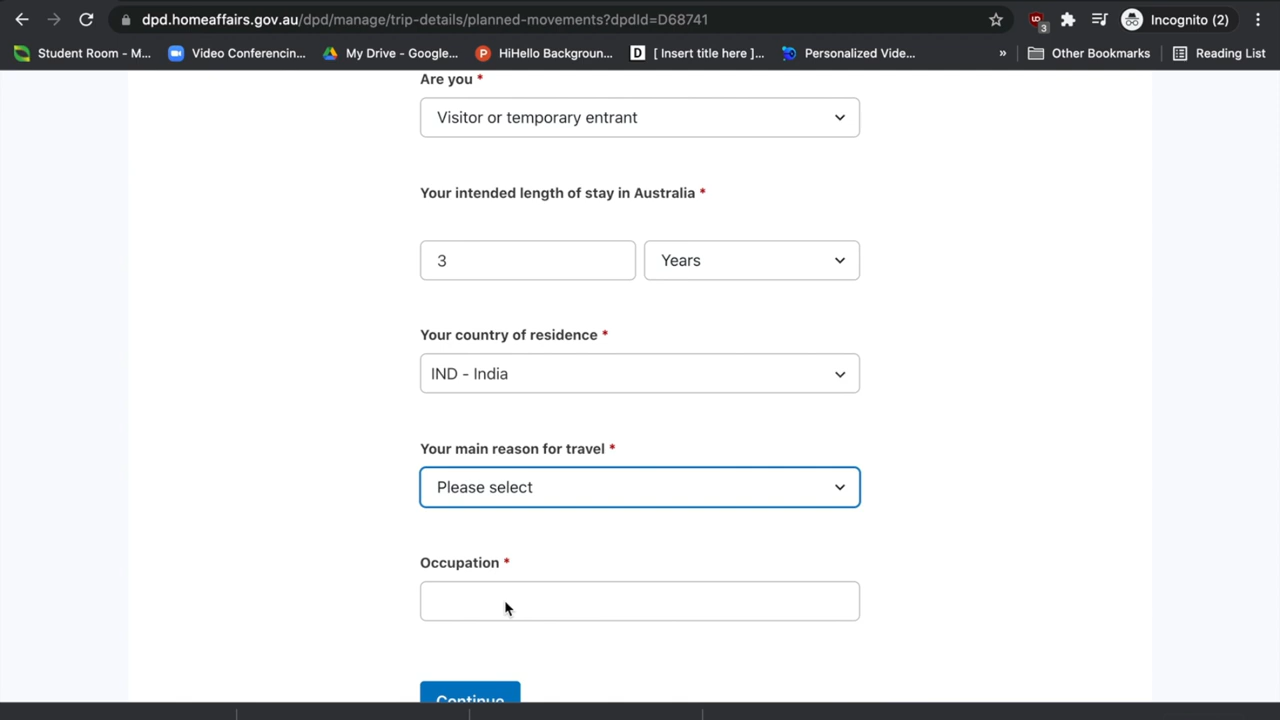 dpd.homeaffairs.gov.au/dpd/manage/trip-details/planned-movements?dpdId=D68741
3
Incognito (2)
Student Room - M...
Video Conferencin...
My Drive - Google...
HiHello Backgroun...
[ Insert title here ]...
Personalized Vide...
»
Other Bookmarks
Reading List
Are you *
Visitor or temporary entrant
Your intended length of stay in Australia *
3
Years
Your country of residence *
IND - India
Your main reason for travel *
Please select
Occupation *
Continue